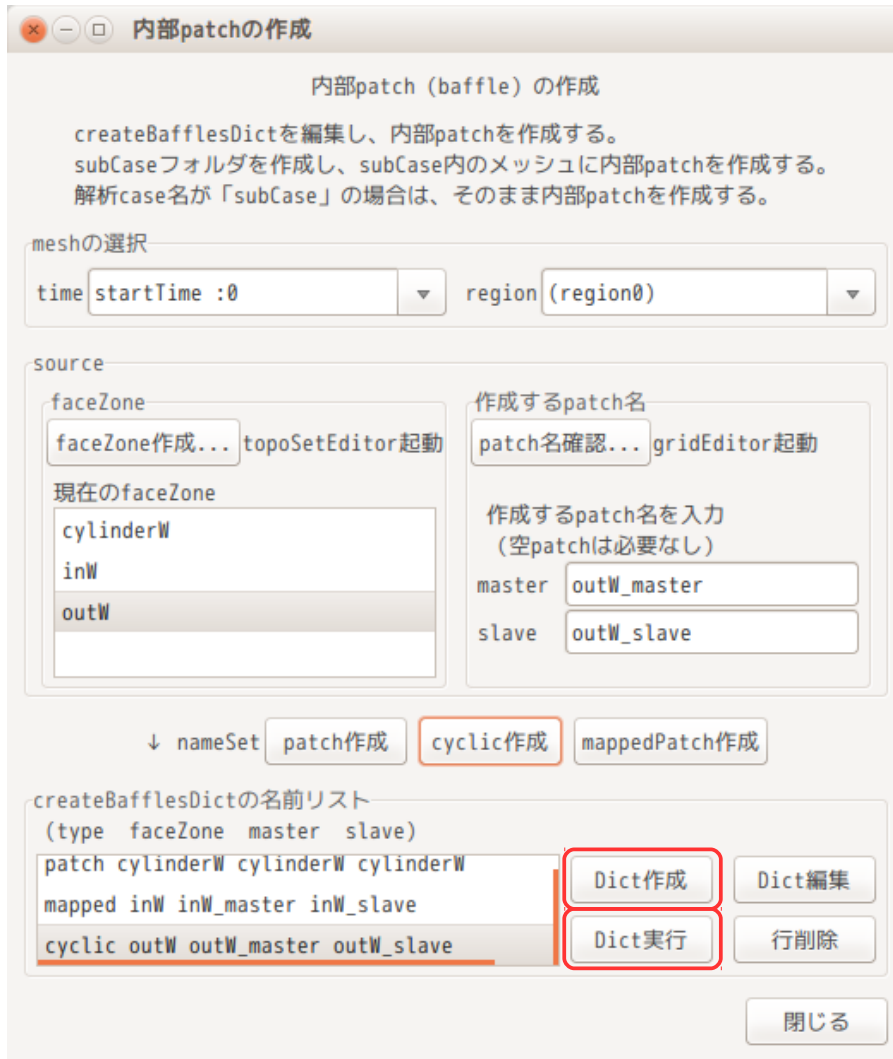 内部patchの作成
内部patch (baffle) の作成
createBafflesDictを編集し、内部patchを作成する。
subCaseフォルダを作成し、subCase内のメッシュに内部patchを作成する。
解析case名が「subCase」の場合は、そのまま内部patchを作成する。
meshの選択
time startTime :0 region (region0)
source
faceZone
faceZone作成... topoSetEditor起動
現在のfaceZone
cylinderW
inW
outW
作成するpatch名
patch名確認... gridEditor起動
作成するpatch名を入力
(空patchは必要なし)
master outW_master
slave outW_slave
↓ nameSet patch作成 cyclic作成 mappedPatch作成
createBafflesDictの名前リスト
(type faceZone master slave)
patch cylinderW cylinderW cylinderW
mapped inW inW_master inW_slave
cyclic outW outW_master outW_slave
Dict作成 Dict編集
Dict実行 行削除
閉じる